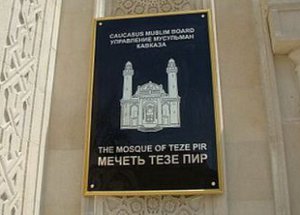 CAUCASUS MUSLIM BOARD
УПРАВЛЕНИЕ МУСУЛЬМАН
КАВКАЗА
THE MOSQUE OF TEZE PIR
МЕЧЕТЬ ТЕЗЕ ПИР